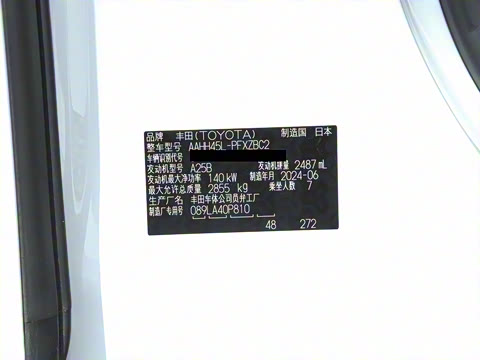 品牌 丰田(TOYOTA) 制造国 日本
整车型号 AAHH45L-PFXZBC2
车辆识别代号
发动机型号 A25B 发动机排量 2487 mL
发动机最大净功率 140 kW 制造年月 2024-06
最大允许总质量 2855 kg 乘坐人数 7
生产厂名 丰田车体公司员弁工厂
制造厂专用号 089LA40P810
48 272